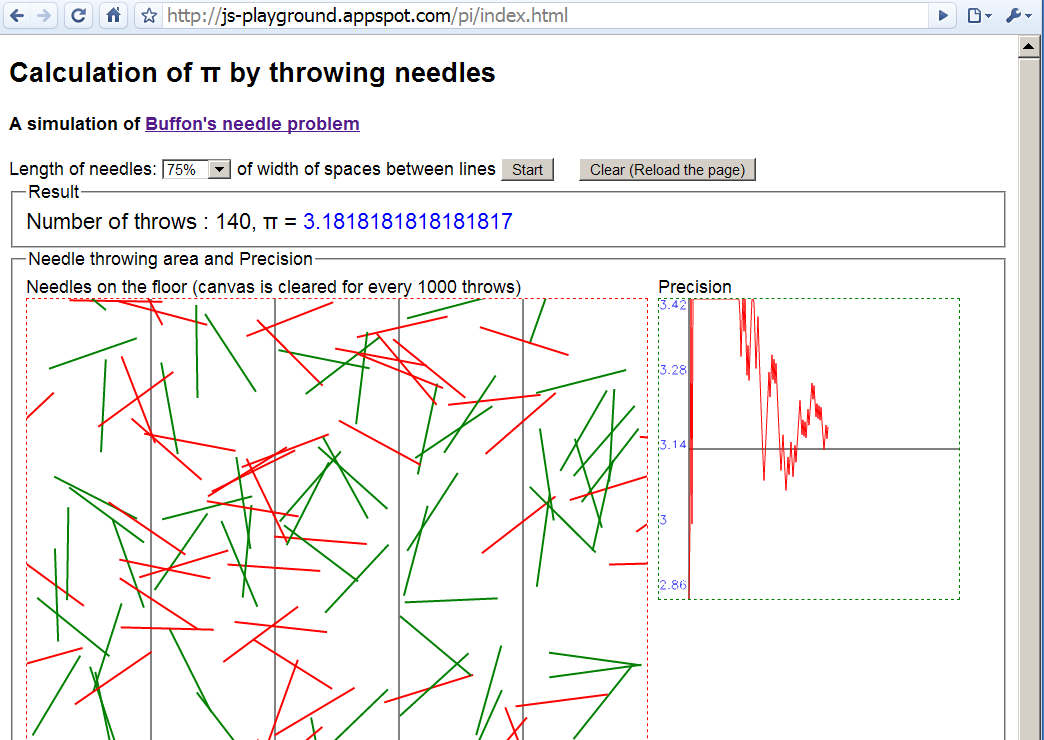 http://js-playground.appspot.com/pi/index.html
Calculation of π by throwing needles
A simulation of Buffon's needle problem
Length of needles: 75% of width of spaces between lines Start Clear (Reload the page)
Result
Number of throws : 140, π = 3.1818181818181817
Needle throwing area and Precision
Needles on the floor (canvas is cleared for every 1000 throws)
Precision
3.42
3.28
3.14
3
2.86